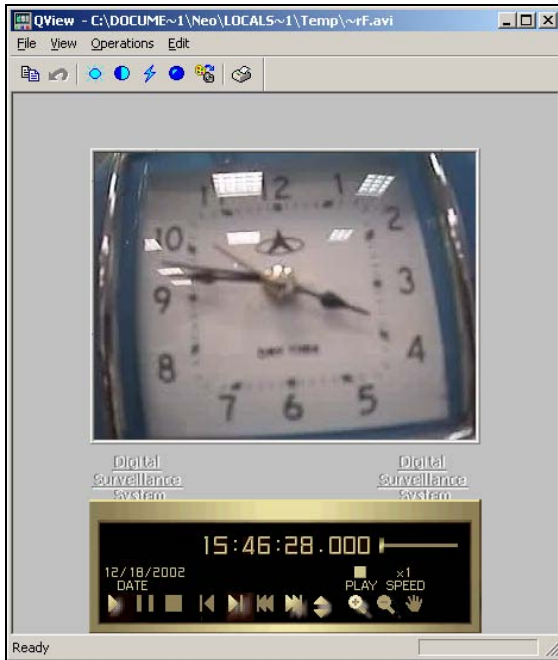 QView - C:\DOCUME~1\Neo\LOCALS~1\Temp\~rF.avi
File View Operations Edit
12
1
2
3
4
5
6
7
8
9
10
Digital Surveillance System
Digital Surveillance System
15:46:28.000
12/18/2002
DATE
PLAY
x1
SPEED
Ready